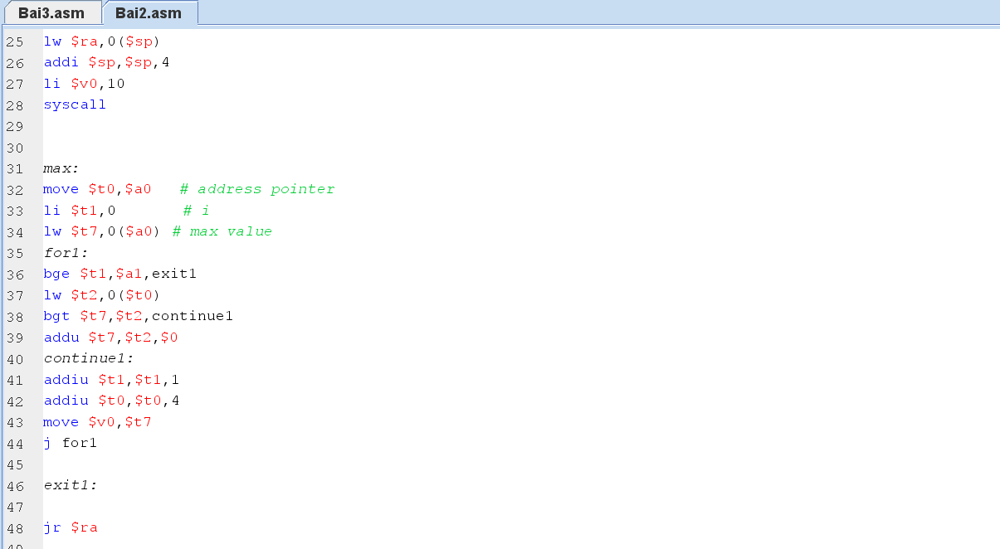 Bai3.asm Bai2.asm
25 lw $ra,0($sp)
26 addi $sp,$sp,4
27 li $v0,10
28 syscall
29
30
31 max:
32 move $t0,$a0 # address pointer
33 li $t1,0 # i
34 lw $t7,0($a0) # max value
35 for1:
36 bge $t1,$a1,exit1
37 lw $t2,0($t0)
38 bgt $t7,$t2,continue1
39 addu $t7,$t2,$0
40 continue1:
41 addiu $t1,$t1,1
42 addiu $t0,$t0,4
43 move $v0,$t7
44 j for1
45
46 exit1:
47
48 jr $ra
49